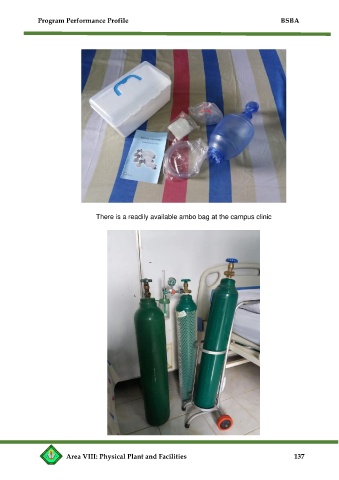 Program Performance Profile BSBA
There is a readily available ambo bag at the campus clinic
Area VIII: Physical Plant and Facilities 137